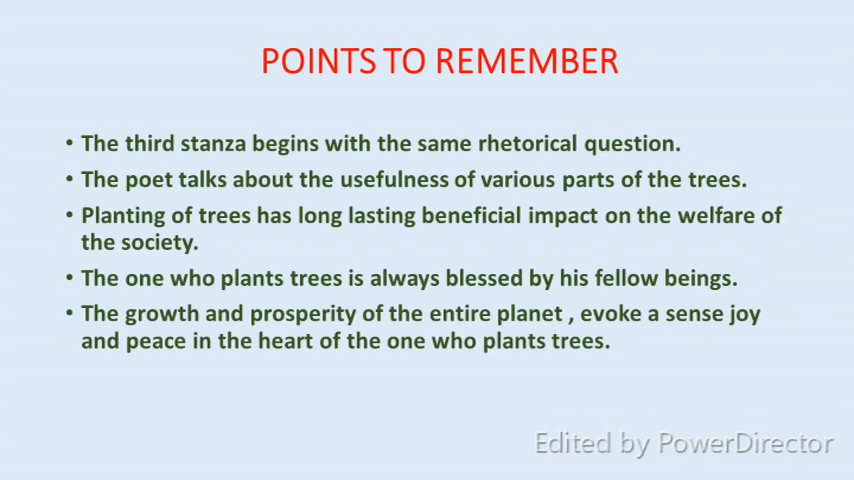 POINTS TO REMEMBER
• The third stanza begins with the same rhetorical question.
• The poet talks about the usefulness of various parts of the trees.
• Planting of trees has long lasting beneficial impact on the welfare of
the society.
• The one who plants trees is always blessed by his fellow beings.
• The growth and prosperity of the entire planet , evoke a sense joy
and peace in the heart of the one who plants trees.
Edited by PowerDirector